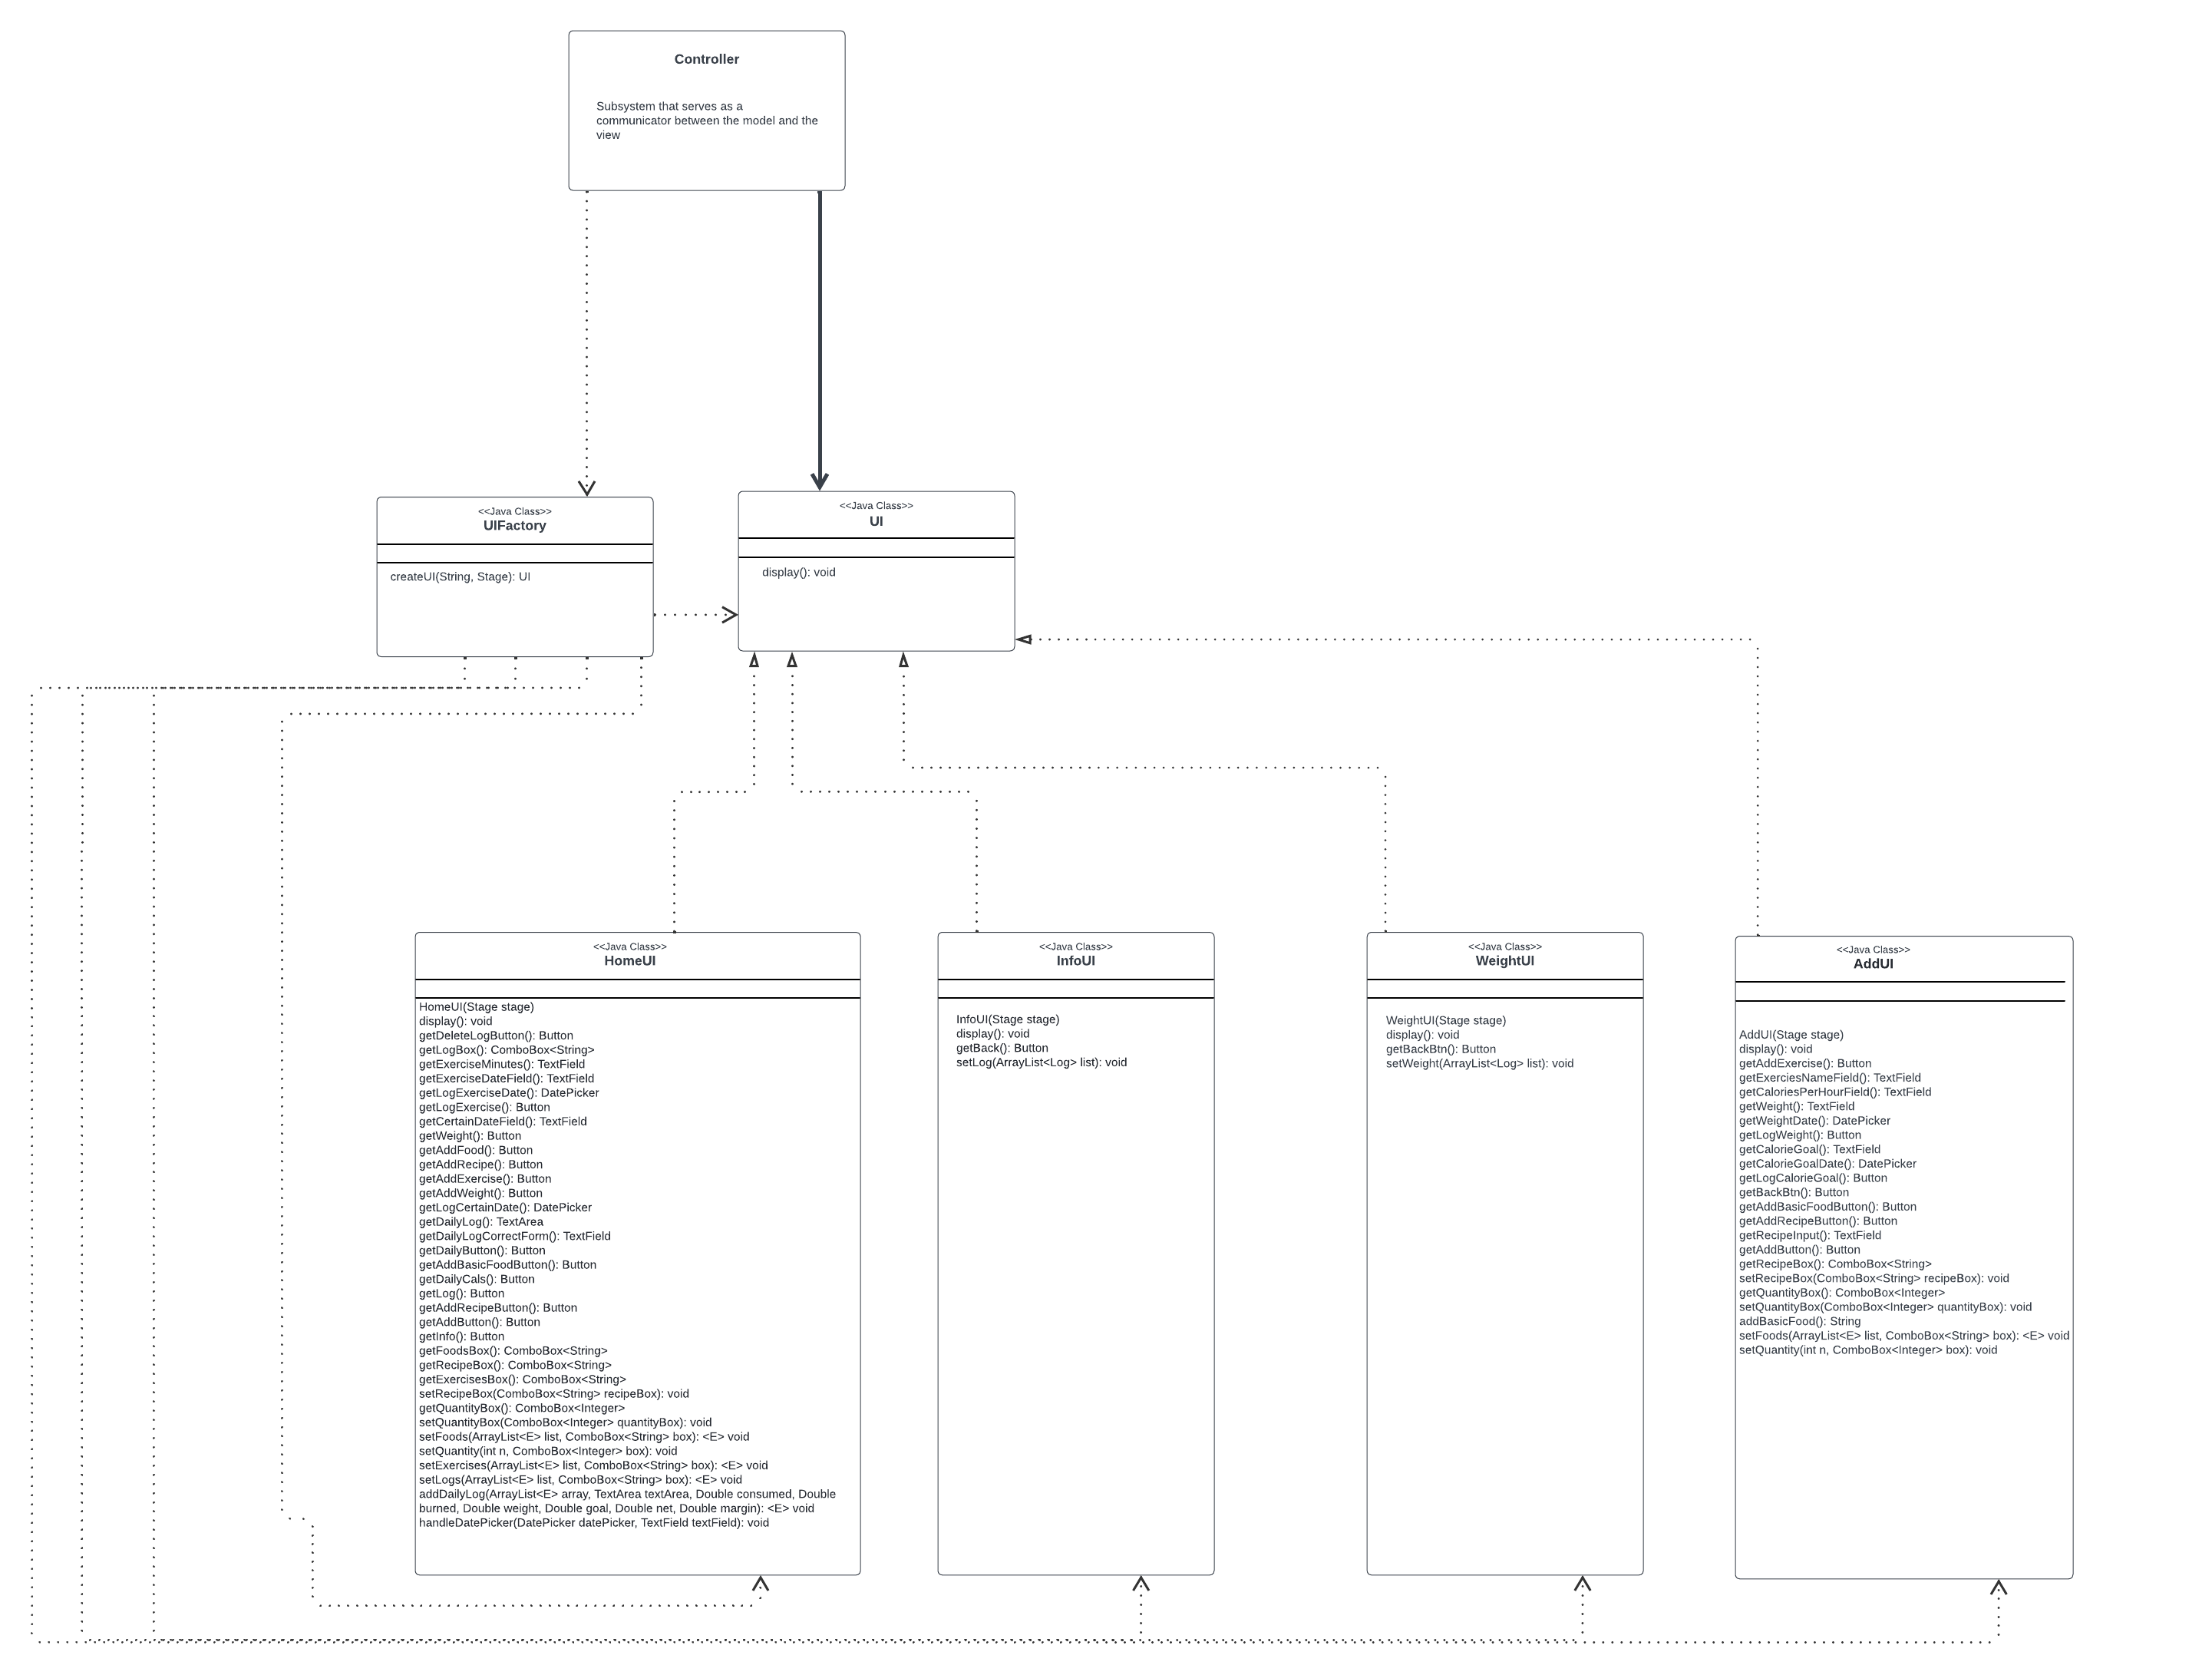 Controller
Subsystem that serves as a
communicator between the model and the
view
<<Java Class>>
UIFactory
createUI(String, Stage): UI
<<Java Class>>
UI
display(): void
<<Java Class>>
HomeUI
HomeUI(Stage stage)
display(): void
getDeleteLogButton(): Button
getLogBox(): ComboBox<String>
getExerciseMinutes(): TextField
getExerciseDateField(): TextField
getLogExerciseDate(): DatePicker
getLogExercise(): Button
getCertainDateField(): TextField
getWeight(): Button
getAddFood(): Button
getAddRecipe(): Button
getAddExercise(): Button
getAddWeight(): Button
getLogCertainDate(): DatePicker
getDailyLog(): TextArea
getDailyLogCorrectForm(): TextField
getDailyButton(): Button
getAddBasicFoodButton(): Button
getDailyCals(): Button
getLog(): Button
getAddRecipeButton(): Button
getAddButton(): Button
getInfo(): Button
getFoodsBox(): ComboBox<String>
getRecipeBox(): ComboBox<String>
getExercisesBox(): ComboBox<String>
setRecipeBox(ComboBox<String> recipeBox): void
getQuantityBox(): ComboBox<Integer>
setQuantityBox(ComboBox<Integer> quantityBox): void
setFoods(ArrayList<E> list, ComboBox<String> box): <E> void
setQuantity(int n, ComboBox<Integer> box): void
setExercises(ArrayList<E> list, ComboBox<String> box): <E> void
setLogs(ArrayList<E> list, ComboBox<String> box): <E> void
addDailyLog(ArrayList<E> array, TextArea textArea, Double consumed, Double
burned, Double weight, Double goal, Double net, Double margin): <E> void
handleDatePicker(DatePicker datePicker, TextField textField): void
<<Java Class>>
InfoUI
InfoUI(Stage stage)
display(): void
getBack(): Button
setLog(ArrayList<Log> list): void
<<Java Class>>
WeightUI
WeightUI(Stage stage)
display(): void
getBackBtn(): Button
setWeight(ArrayList<Log> list): void
<<Java Class>>
AddUI
AddUI(Stage stage)
display(): void
getAddExercise(): Button
getExerciesNameField(): TextField
getCaloriesPerHourField(): TextField
getWeight(): TextField
getWeightDate(): DatePicker
getLogWeight(): Button
getCalorieGoal(): TextField
getCalorieGoalDate(): DatePicker
getLogCalorieGoal(): Button
getBackBtn(): Button
getAddBasicFoodButton(): Button
getAddRecipeButton(): Button
getRecipeInput(): TextField
getAddButton(): Button
getRecipeBox(): ComboBox<String>
setRecipeBox(ComboBox<String> recipeBox): void
getQuantityBox(): ComboBox<Integer>
setQuantityBox(ComboBox<Integer> quantityBox): void
addBasicFood(): String
setFoods(ArrayList<E> list, ComboBox<String> box): <E> void
setQuantity(int n, ComboBox<Integer> box): void